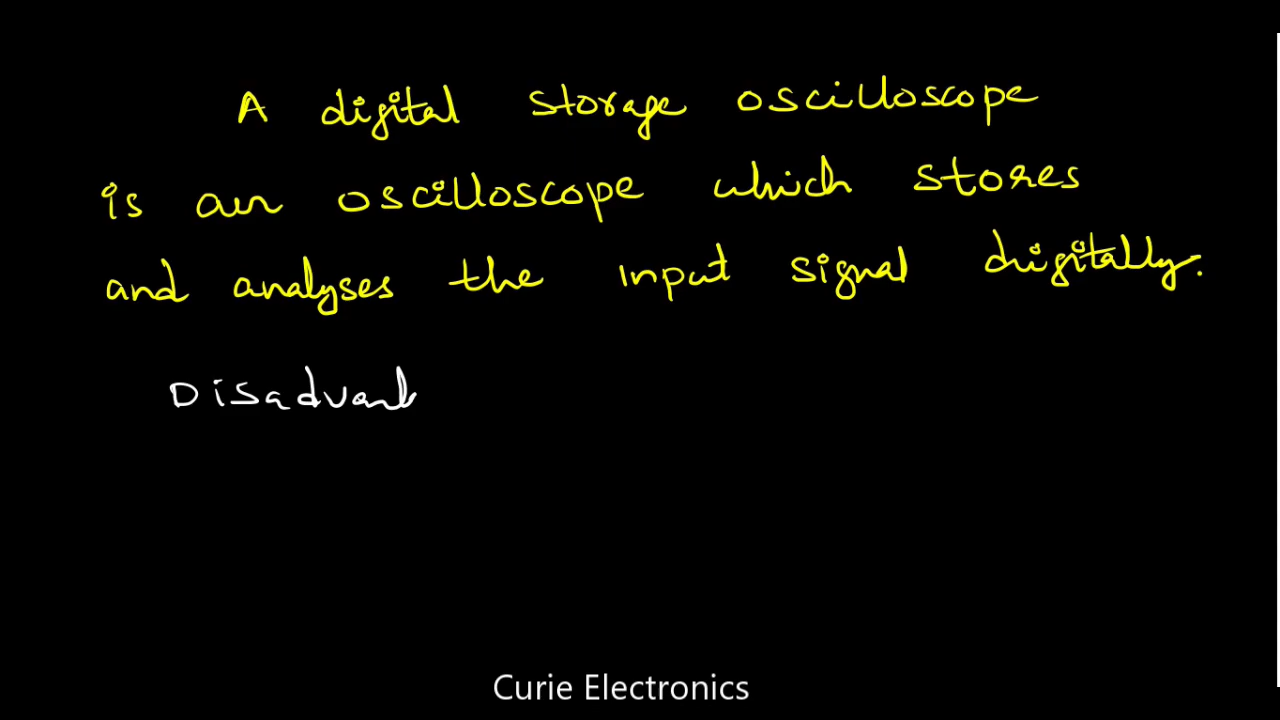 A digital storage oscilloscope
is an oscilloscope which stores
and analyses the input signal digitally.
Disadvant
Curie Electronics